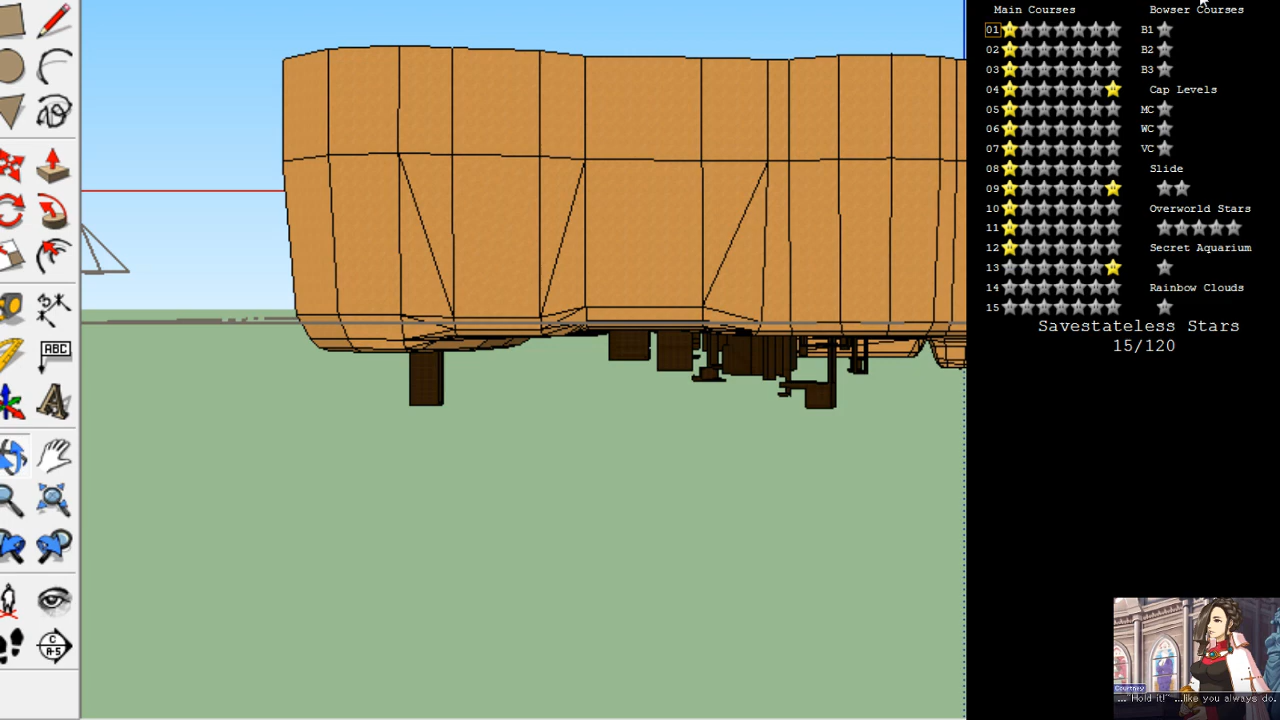 Main Courses
Bowser Courses
01
B1
02
B2
03
B3
04
Cap Levels
05
MC
06
WC
07
VC
08
Slide
09
10
Overworld Stars
11
12
Secret Aquarium
13
14
Rainbow Clouds
15
Savestateless Stars
15/120
ABC
A
C
A-5
Courtney
..."Hold it!" ...like you always do.